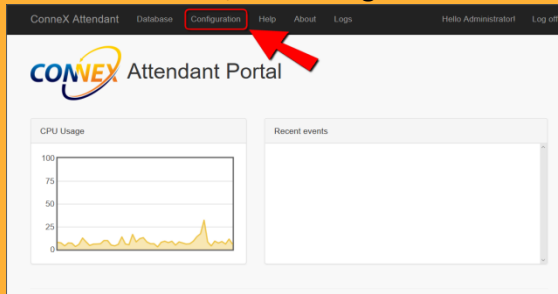 ConneX Attendant Database Configuration Help About Logs Hello Administrator! Log off
CONNEX Attendant Portal
CPU Usage Recent events
100
75
50
25
0